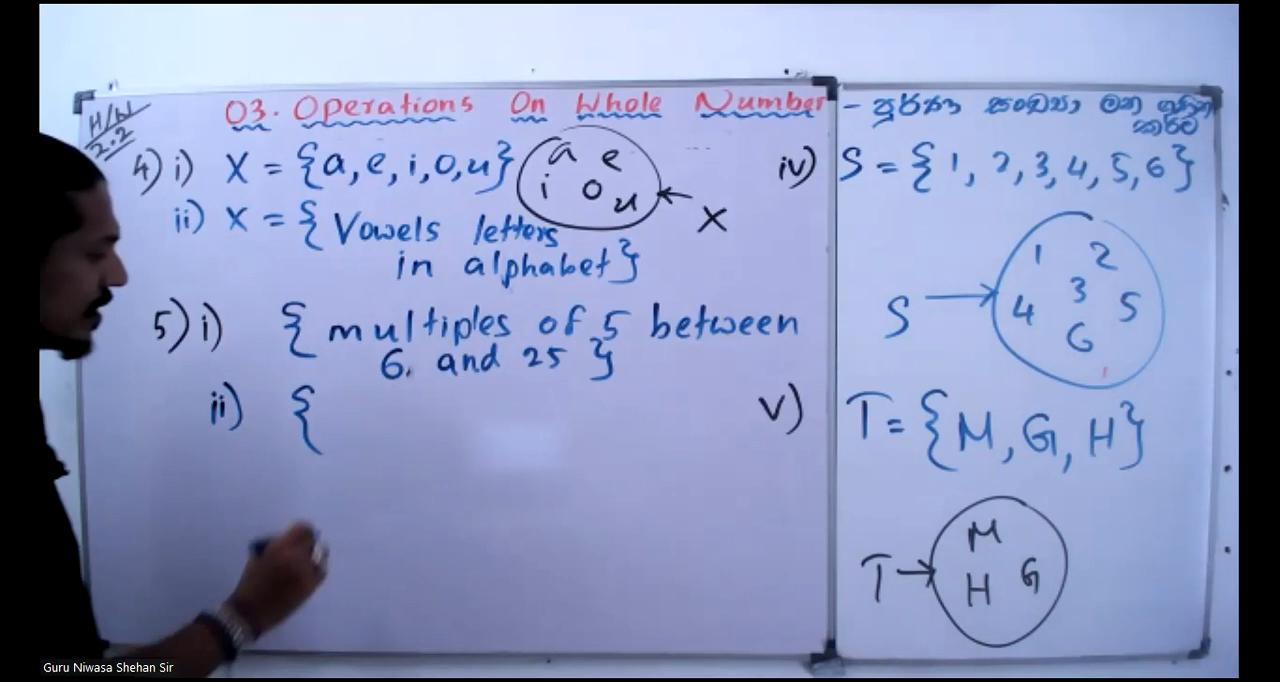 03. Operations On Whole Number - පූර්ණ සංඛ්‍යා මත ගණිත
කර්ම
H/W
2.2
4) i) X = {a, e, i, o, u}
a e
i o u
X
ii) X = { Vowels letters
in alphabet}
5) i) { multiples of 5 between
6. and 25 }
ii) {
iv) S = { 1, 2, 3, 4, 5, 6 }
1 2
3
4 5
6
S
v) T = {M, G, H}
M
H G
T
Guru Niwasa Shehan Sir